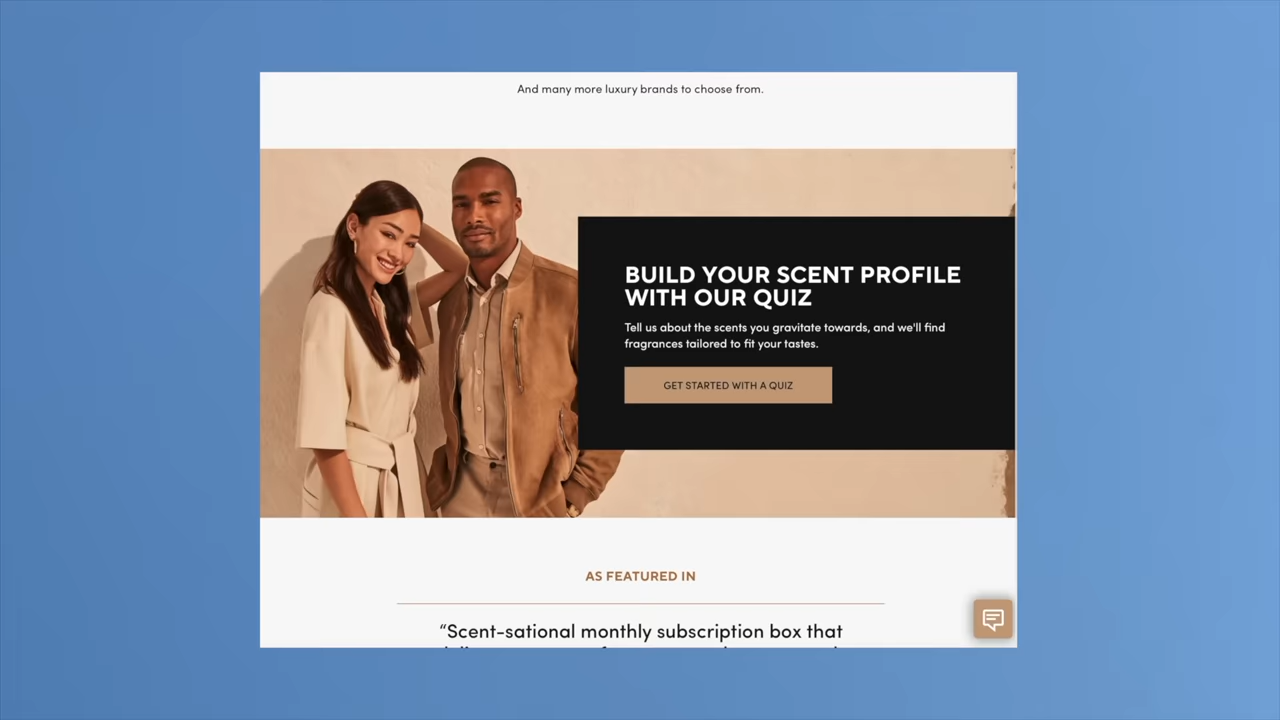 And many more luxury brands to choose from.
BUILD YOUR SCENT PROFILE
WITH OUR QUIZ
Tell us about the scents you gravitate towards, and we'll find
fragrances tailored to fit your tastes.
GET STARTED WITH A QUIZ
AS FEATURED IN
“Scent-sational monthly subscription box that